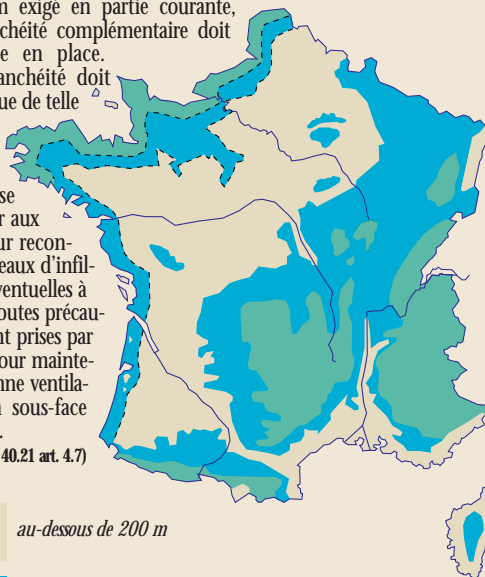 exigé en partie courante,
chéité complémentaire doit
e en place.
anchéité doit
ue de telle
se
r aux
ur recon-
eaux d'infil-
entuelles à
outes précau-
nt prises par
our mainte-
nne ventila-
sous-face
40.21 art. 4.7)
au-dessous de 200 m